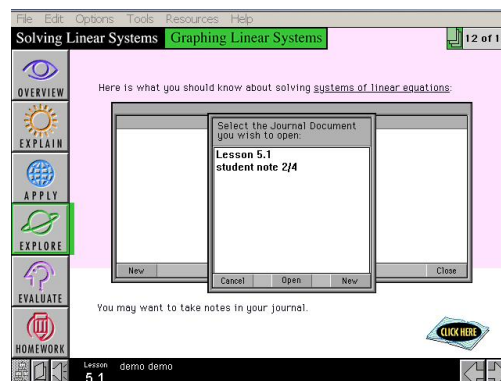 File Edit Options Tools Resources Help
Solving Linear Systems Graphing Linear Systems 12 of 1
OVERVIEW
EXPLAIN
APPLY
EXPLORE
EVALUATE
HOMEWORK
Here is what you should know about solving systems of linear equations:
Select the Journal Document
you wish to open:
Lesson 5.1
student note 2/4
Cancel Open New
New Close
You may want to take notes in your journal.
CLICK HERE
Lesson demo demo
5.1